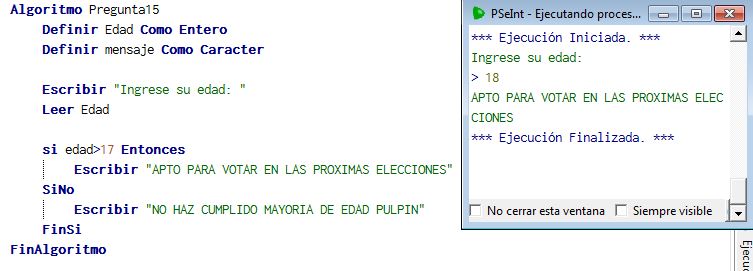 Algoritmo Pregunta15
Definir Edad Como Entero
Definir mensaje Como Caracter
Escribir "Ingrese su edad: "
Leer Edad
si edad>17 Entonces
Escribir "APTO PARA VOTAR EN LAS PROXIMAS ELECCIONES"
SiNo
Escribir "NO HAZ CUMPLIDO MAYORIA DE EDAD PULPIN"
FinSi
FinAlgoritmo
PSeInt - Ejecutando proces...
*** Ejecución Iniciada. ***
Ingrese su edad:
> 18
APTO PARA VOTAR EN LAS PROXIMAS ELEC
CIONES
*** Ejecución Finalizada. ***
No cerrar esta ventana Siempre visible
Ejecu